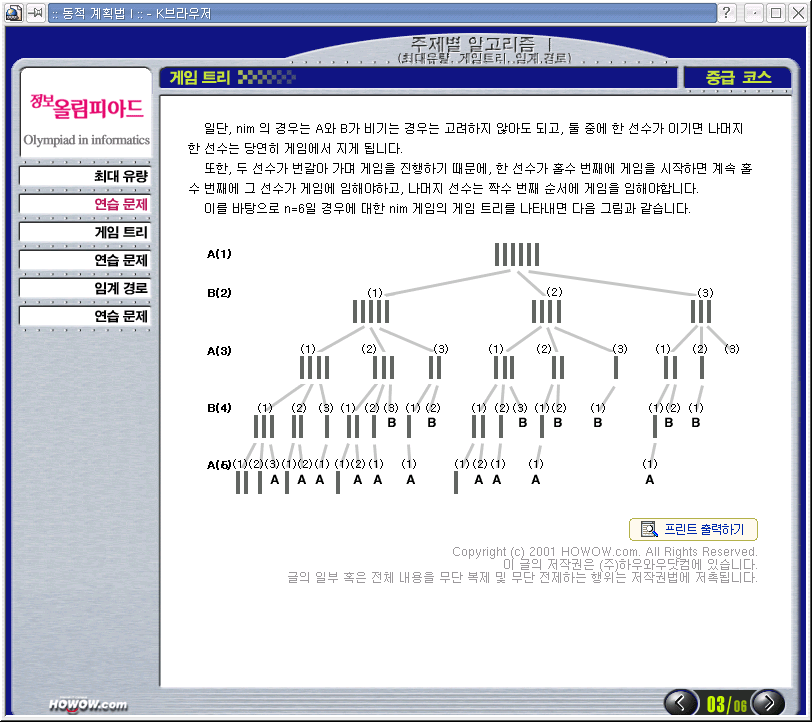 :: 동적 계획법 I :: - K브라우저
주제별 알고리즘 |
(최대유량, 게임트리, 임계,경로)
정보올림피아드
Olympiad in informatics
게임 트리
중급 코스
최대 유량
연습 문제
게임 트리
연습 문제
임계 경로
연습 문제
일단, nim 의 경우는 A와 B가 비기는 경우는 고려하지 않아도 되고, 둘 중에 한 선수가 이기면 나머지
한 선수는 당연히 게임에서 지게 됩니다.
또한, 두 선수가 번갈아 가며 게임을 진행하기 때문에, 한 선수가 홀수 번째에 게임을 시작하면 계속 홀
수 번째에 그 선수가 게임에 임해야하고, 나머지 선수는 짝수 번째 순서에 게임을 임해야합니다.
이를 바탕으로 n=6일 경우에 대한 nim 게임의 게임 트리를 나타내면 다음 그림과 같습니다.
A(1)
B(2) (1) (2) (3)
A(3) (1) (2) (3) (1) (2) (3) (1) (2) (3)
B(4) (1) (2) (3) (1) (2) (3) (1) (2) (1) (2) (3) (1) (2) (1) (1) (2) (1)
B B B B B B B
A(5) (1) (2) (3) (1) (2) (1) (1) (2) (1) (1) (1) (2) (1) (1) (1)
A A A A A A A A A A
프린트 출력하기
Copyright (c) 2001 HOWOW.com. All Rights Reserved.
이 글의 저작권은 (주)하우와우닷컴에 있습니다.
글의 일부 혹은 전체 내용을 무단 복제 및 무단 전제하는 행위는 저작권법에 저촉됩니다.
HOWOW.com
03/06